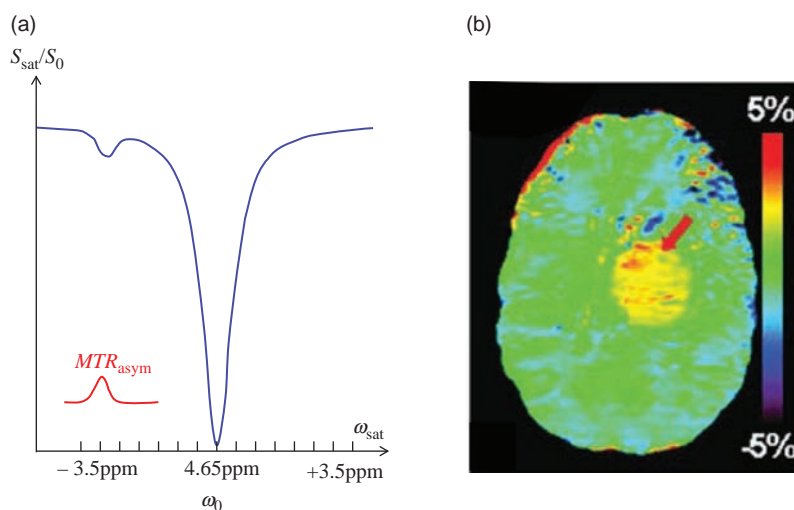 (a)
S_sat/S_0
MTR_asym
ω_sat
– 3.5ppm 4.65ppm +3.5ppm
ω_0
(b)
5%
-5%